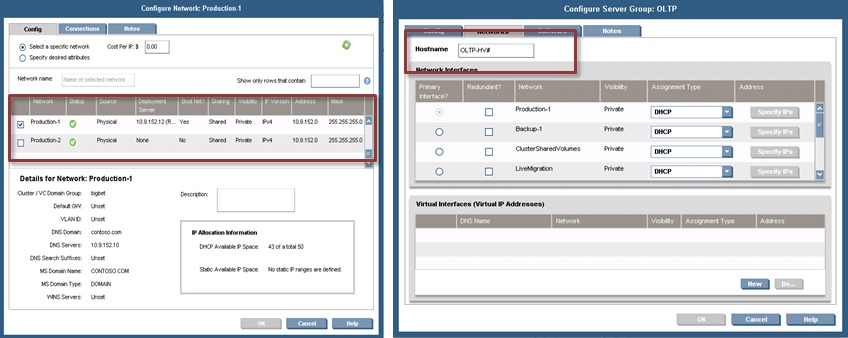 Configure Network: Production-1
Config Connections Notes
Select a specific network Cost Per IP: $ 0.00
Specify desired attributes
Network name: Name of selected network Show only rows that contain
Network Status Source Deployment Server Boot Net? Sharing Visibility IP Version Address Mask
Production-1 Physical 10.9.152.12 (R... Yes Shared Private IPv4 10.9.152.0 255.255.255.0
Production-2 Physical None No Shared Private IPv4 10.9.152.0 255.255.255.0
Details for Network: Production-1
Cluster / VC Domain Group: bigbet Description:
Default GW: Unset
VLAN ID: Unset
DNS Domain: contoso.com
DNS Servers: 10.9.152.10
DNS Search Suffixes: Unset
MS Domain Name: CONTOSO.COM
MS Domain Type: DOMAIN
WINS Servers: Unset
IP Allocation Information
DHCP Available IP Space: 43 of a total 50
Static Available IP Space: No static IP ranges are defined.
OK Cancel Help
Configure Server Group: OLTP
Config Networks Software Notes
Hostname OLTP-HV#
Network Interfaces
Primary Interface? Redundant? Network Visibility Assignment Type Address
Production-1 Private DHCP Specify IPs
Backup-1 Private DHCP Specify IPs
ClusterSharedVolumes Private DHCP Specify IPs
LiveMigration Private DHCP Specify IPs
Virtual Interfaces (Virtual IP Addresses)
DNS Name Network Visibility Assignment Type Address
New De...
OK Cancel Help